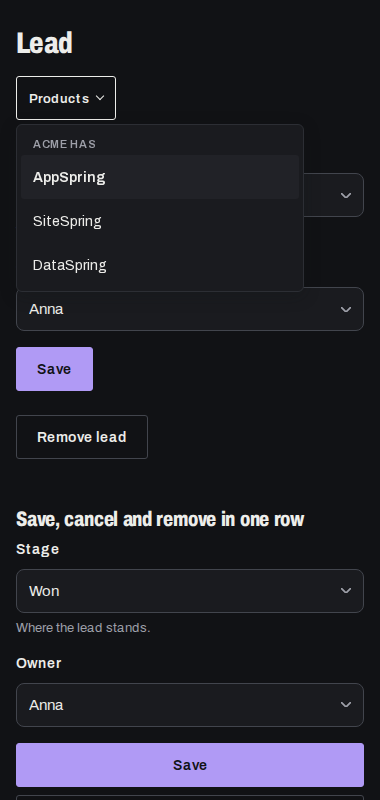 Lead
Products
ACME HAS
AppSpring
SiteSpring
DataSpring
Anna
Save
Remove lead
Save, cancel and remove in one row
Stage
Won
Where the lead stands.
Owner
Anna
Save